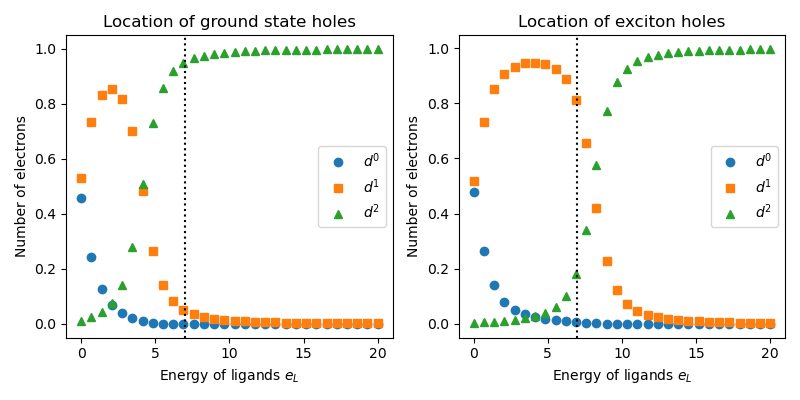 Location of ground state holes
Number of electrons
1.0
0.8
0.6
0.4
0.2
0.0
d⁰
d¹
d²
0 5 10 15 20
Energy of ligands e_L
Location of exciton holes
Number of electrons
1.0
0.8
0.6
0.4
0.2
0.0
d⁰
d¹
d²
0 5 10 15 20
Energy of ligands e_L